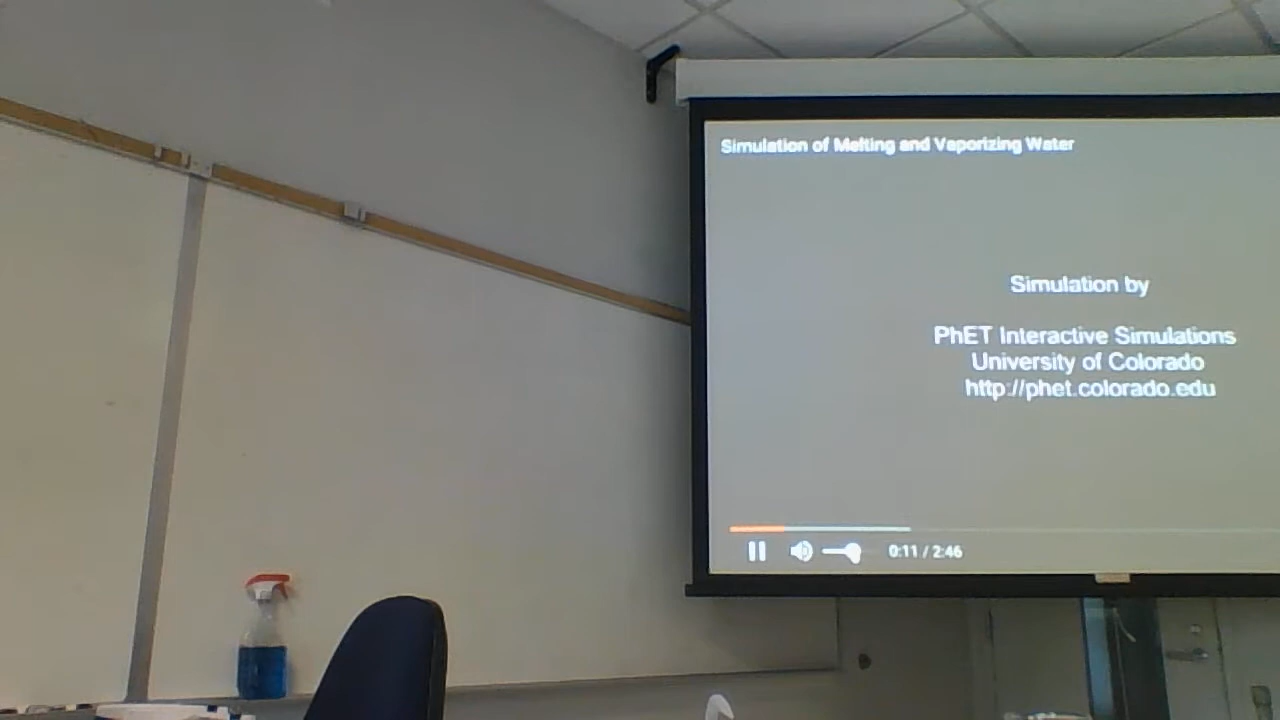 Simulation of Melting and Vaporizing Water
Simulation by
PhET Interactive Simulations
University of Colorado
http://phet.colorado.edu
0:11 / 2:46